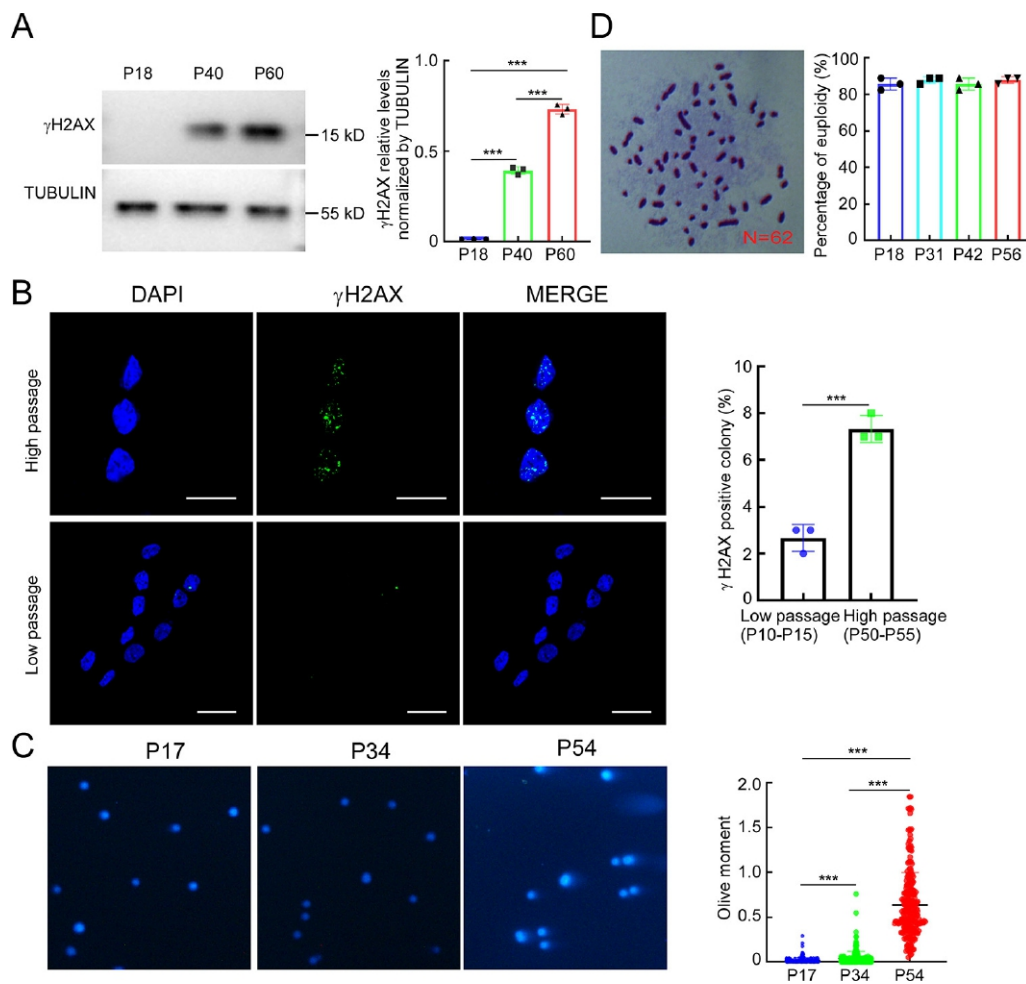 A
P18 P40 P60
γH2AX
15 kD
TUBULIN
55 kD
γH2AX relative levels
normalized by TUBULIN
1.0
0.5
0
***
***
***
P18 P40 P60
D
N=62
Percentage of euploidy (%)
100
80
60
40
20
0
P18 P31 P42 P56
B
DAPI γH2AX MERGE
High passage
Low passage
γ H2AX positive colony (%)
10
8
6
4
2
0
***
Low passage High passage
(P10-P15) (P50-P55)
C
P17 P34 P54
Olive moment
2.0
1.5
1.0
0.5
0.0
***
***
***
P17 P34 P54